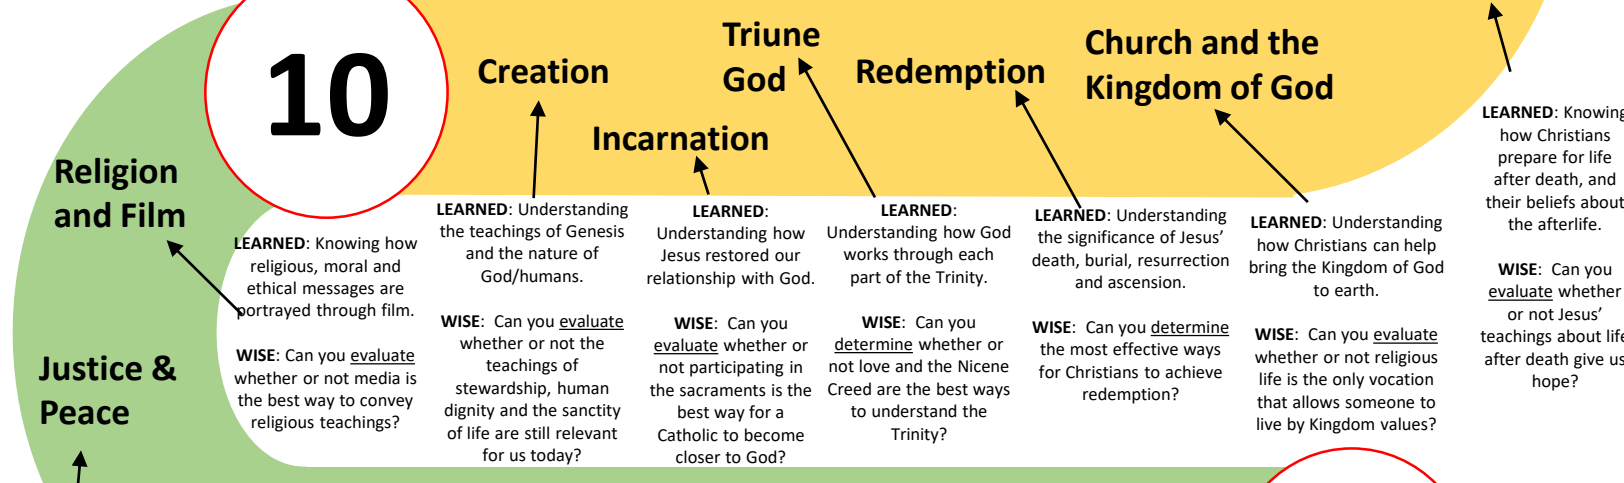 10
Religion
and Film
Justice &
Peace
Creation
Incarnation
Triune
God
Redemption
Church and the
Kingdom of God
LEARNED: Knowing how
religious, moral and
ethical messages are
portrayed through film.
WISE: Can you evaluate
whether or not media is
the best way to convey
religious teachings?
LEARNED: Understanding
the teachings of Genesis
and the nature of
God/humans.
WISE:  Can you evaluate
whether or not the
teachings of
stewardship, human
dignity and the sanctity
of life are still relevant
for us today?
LEARNED:
Understanding how
Jesus restored our
relationship with God.
WISE:  Can you
evaluate whether or
not participating in
the sacraments is the
best way for a
Catholic to become
closer to God?
LEARNED:
Understanding how God
works through each
part of the Trinity.
WISE:  Can you
determine whether or
not love and the Nicene
Creed are the best ways
to understand the
Trinity?
LEARNED: Understanding
the significance of Jesus’
death, burial, resurrection
and ascension.
WISE:  Can you determine
the most effective ways
for Christians to achieve
redemption?
LEARNED: Understanding
how Christians can help
bring the Kingdom of God
to earth.
WISE:  Can you evaluate
whether or not religious
life is the only vocation
that allows someone to
live by Kingdom values?
LEARNED: Knowing
how Christians
prepare for life
after death, and
their beliefs about
the afterlife.
WISE:  Can you
evaluate whether
or not Jesus’
teachings about life
after death give us
hope?